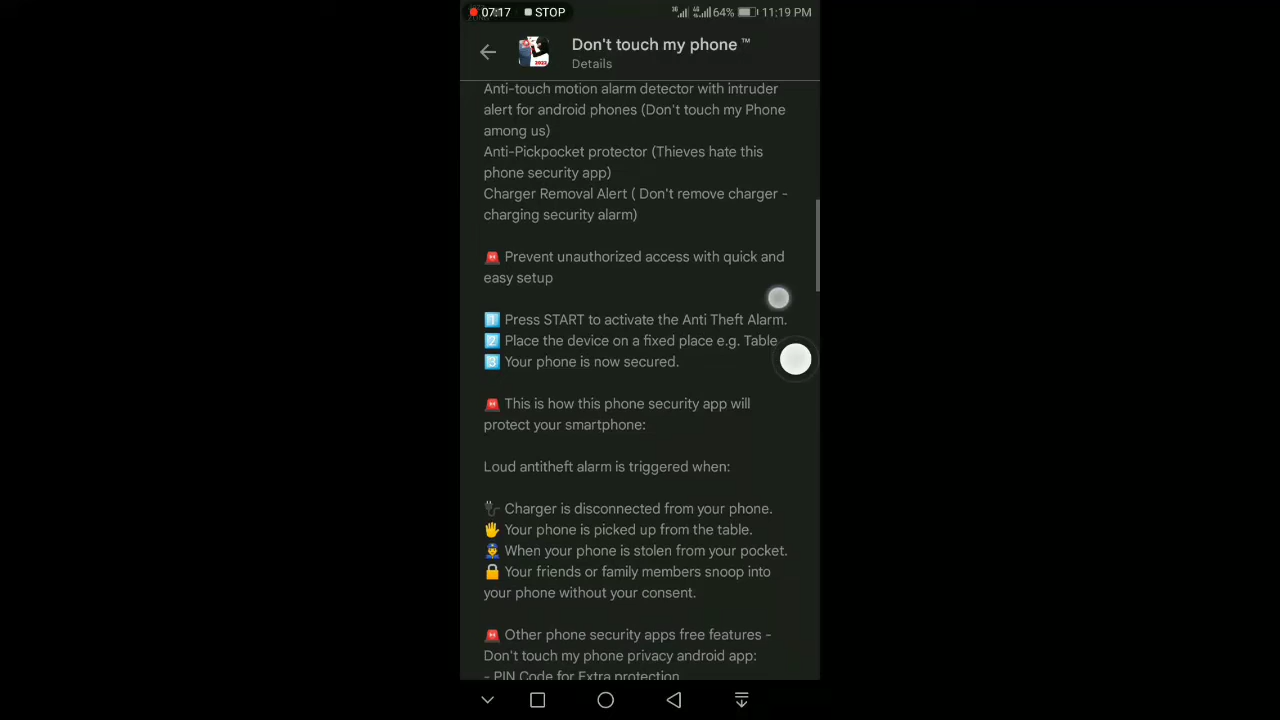 07:17 STOP 64% 11:19 PM
Don't touch my phone ™
Details
Anti-touch motion alarm detector with intruder
alert for android phones (Don't touch my Phone
among us)
Anti-Pickpocket protector (Thieves hate this
phone security app)
Charger Removal Alert ( Don't remove charger -
charging security alarm)
🚨 Prevent unauthorized access with quick and
easy setup
1️⃣ Press START to activate the Anti Theft Alarm.
2️⃣ Place the device on a fixed place e.g. Table
3️⃣ Your phone is now secured.
🚨 This is how this phone security app will
protect your smartphone:
Loud antitheft alarm is triggered when:
🔌 Charger is disconnected from your phone.
🖐 Your phone is picked up from the table.
👮 When your phone is stolen from your pocket.
🔒 Your friends or family members snoop into
your phone without your consent.
🚨 Other phone security apps free features -
Don't touch my phone privacy android app:
- PIN Code for Extra protection